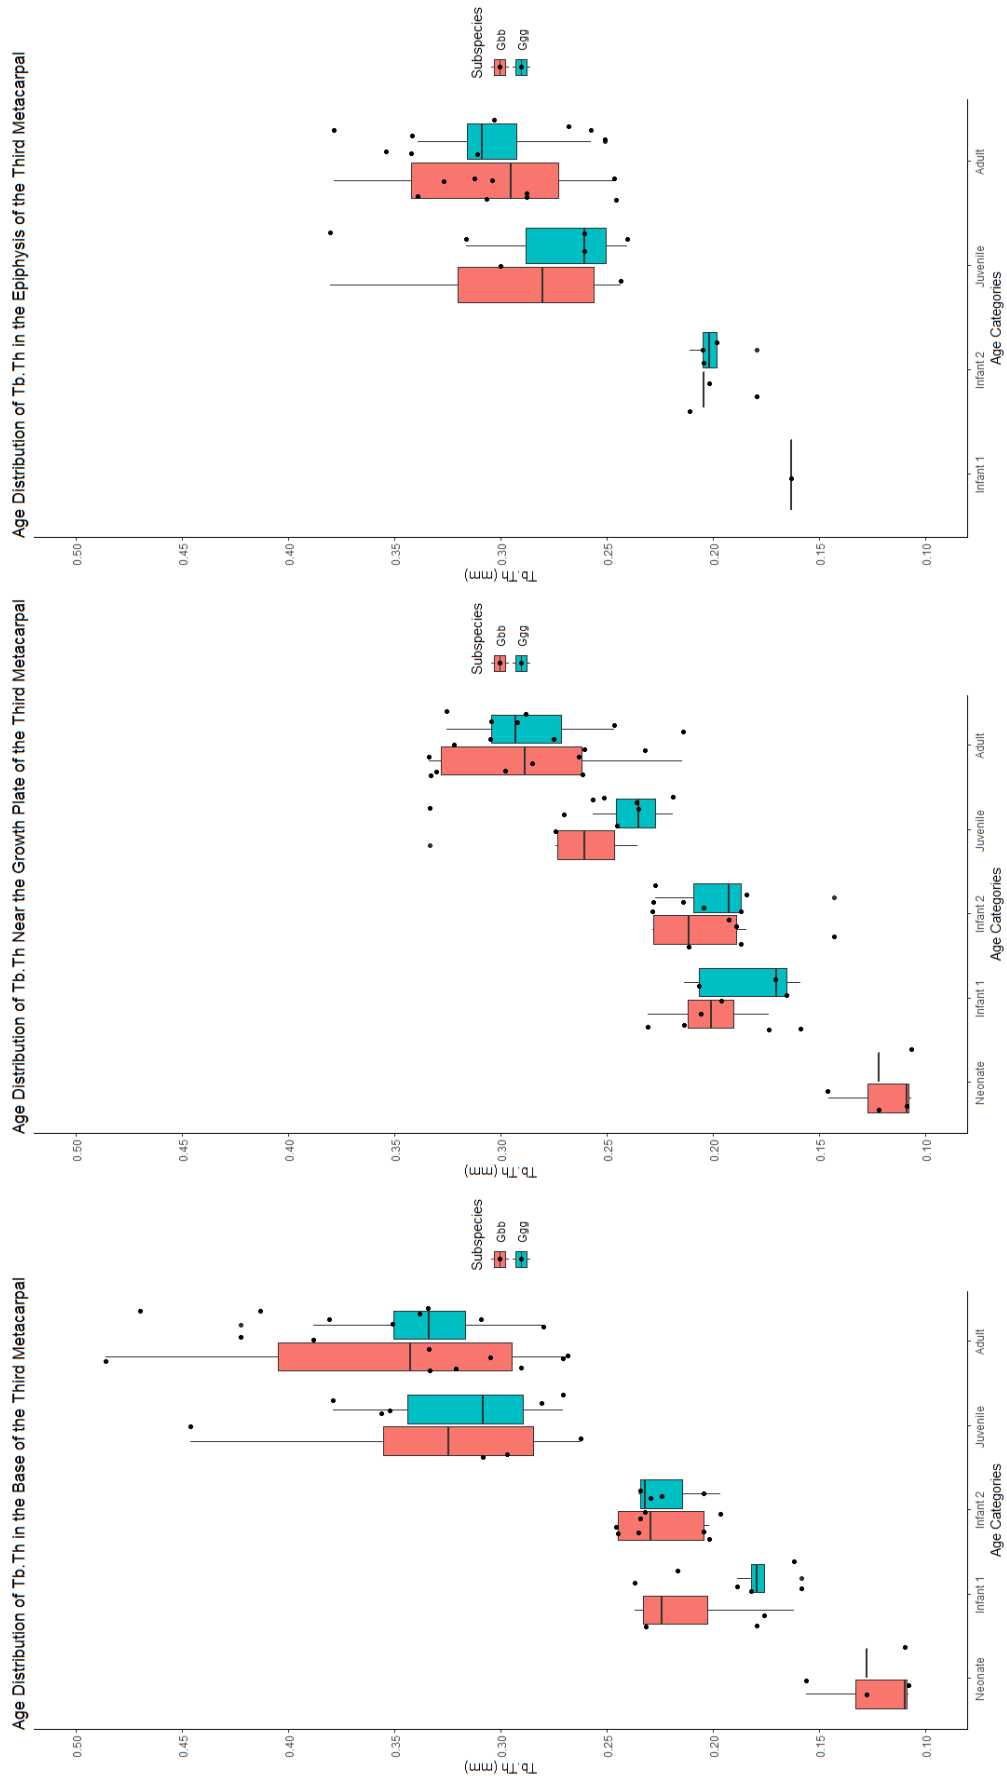 Age Distribution of Tb.Th in the Base of the Third Metacarpal
Tb.Th (mm)
0.50
0.45
0.40
0.35
0.30
0.25
0.20
0.15
0.10
Neonate
Infant 1
Infant 2
Juvenile
Adult
Age Categories
Subspecies
Gbb
Ggg
Age Distribution of Tb.Th Near the Growth Plate of the Third Metacarpal
Tb.Th (mm)
0.50
0.45
0.40
0.35
0.30
0.25
0.20
0.15
0.10
Neonate
Infant 1
Infant 2
Juvenile
Adult
Age Categories
Subspecies
Gbb
Ggg
Age Distribution of Tb.Th in the Epiphysis of the Third Metacarpal
Tb.Th (mm)
0.50
0.45
0.40
0.35
0.30
0.25
0.20
0.15
0.10
Infant 1
Infant 2
Juvenile
Adult
Age Categories
Subspecies
Gbb
Ggg